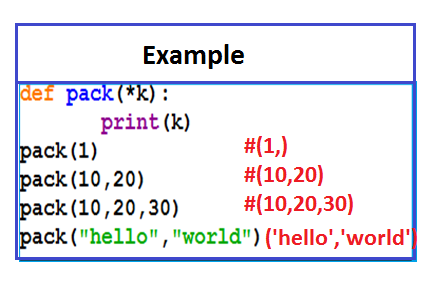 Example
def pack(*k):
print(k)
pack(1) #(1,)
pack(10,20) #(10,20)
pack(10,20,30) #(10,20,30)
pack("hello","world") ('hello','world')